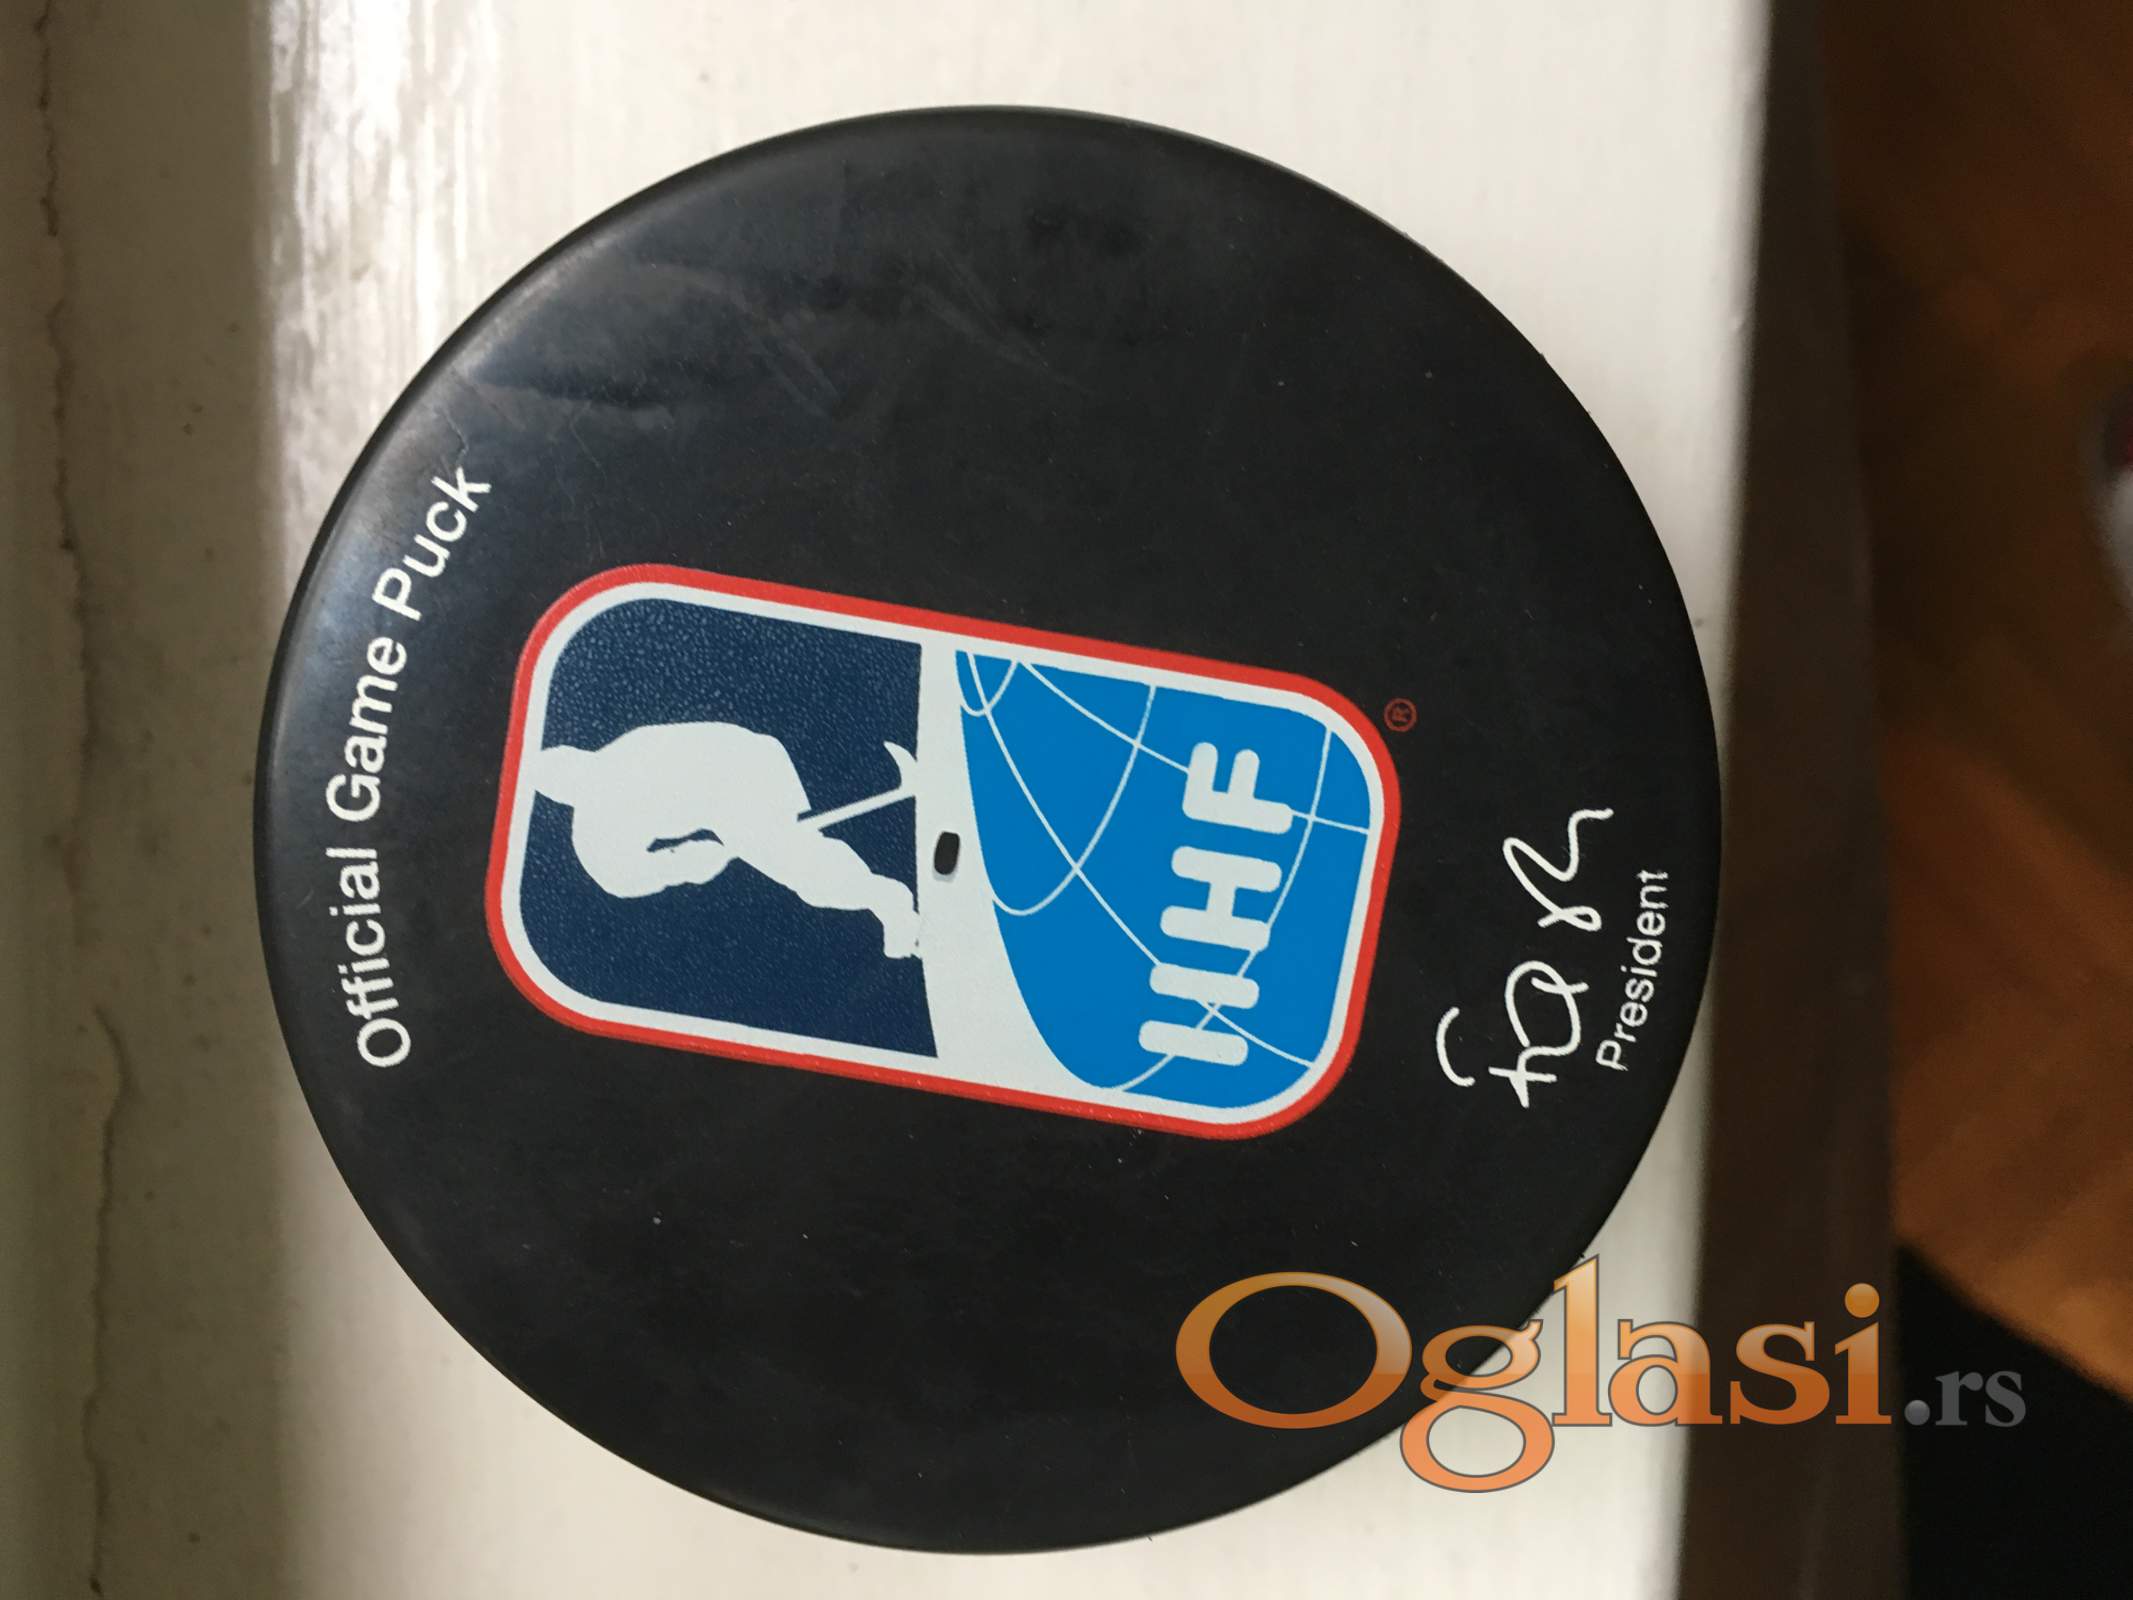 Official Game Puck
IIHF
®
President
Oglasi.rs